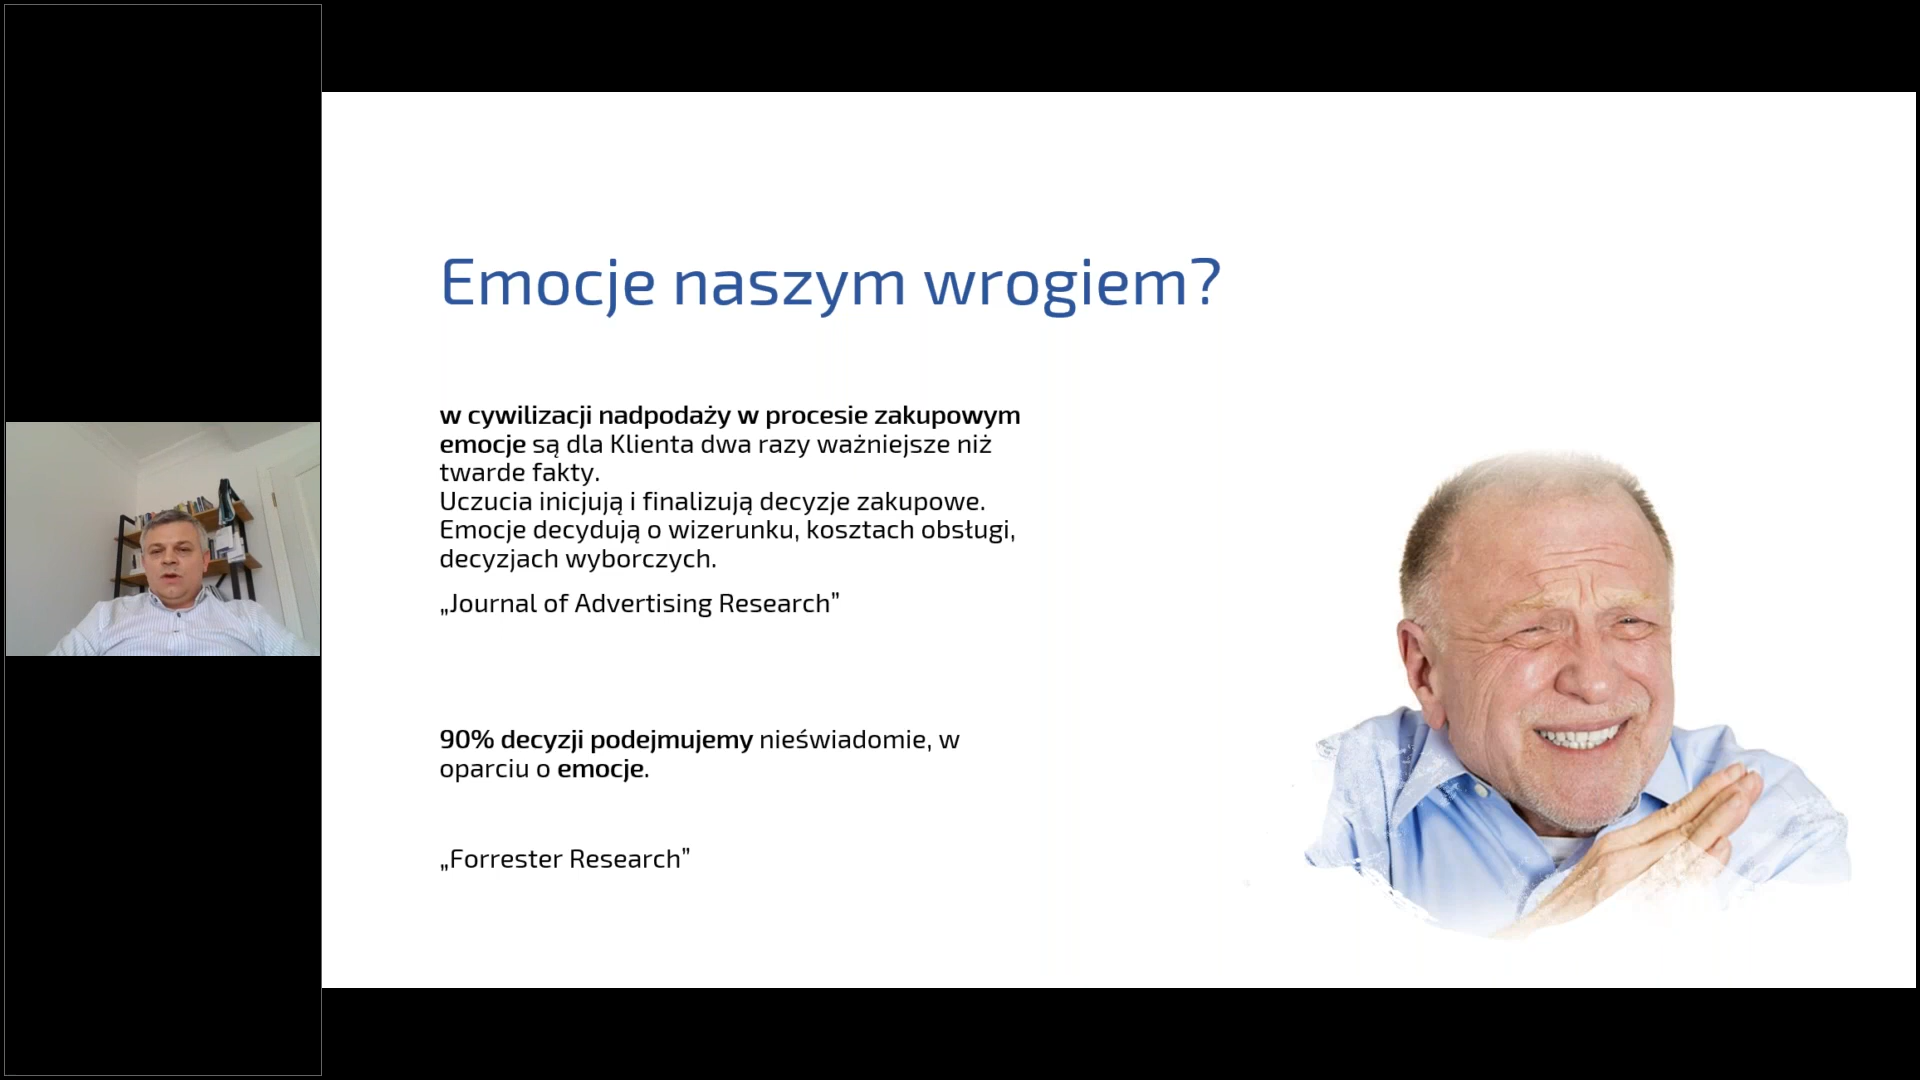 Emocje naszym wrogiem?
w cywilizacji nadpodaży w procesie zakupowym
emocje są dla Klienta dwa razy ważniejsze niż
twarde fakty.
Uczucia inicjują i finalizują decyzje zakupowe.
Emocje decydują o wizerunku, kosztach obsługi,
decyzjach wyborczych.
„Journal of Advertising Research”
90% decyzji podejmujemy nieświadomie, w
oparciu o emocje.
„Forrester Research”